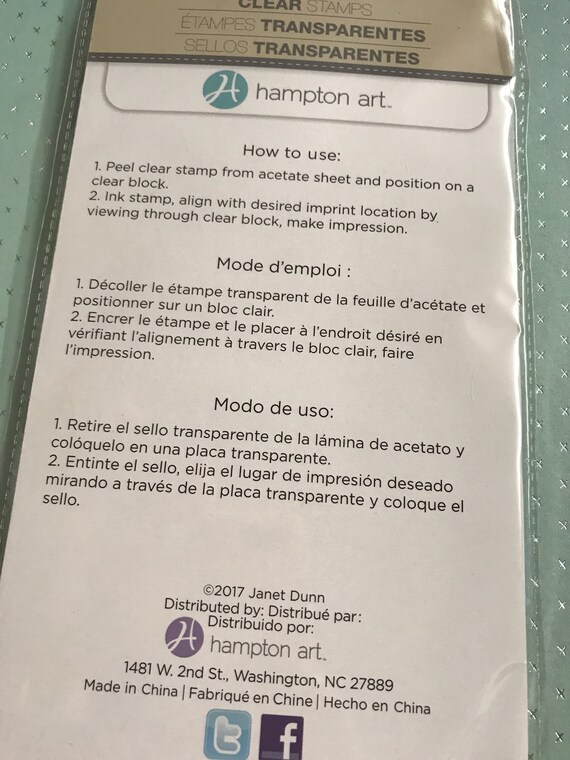 CLEAR STAMPS
ÉTAMPES TRANSPARENTES
SELLOS TRANSPARENTES
hampton art™
How to use:
1. Peel clear stamp from acetate sheet and position on a
clear block.
2. Ink stamp, align with desired imprint location by
viewing through clear block, make impression.
Mode d'emploi :
1. Décoller le étampe transparent de la feuille d'acétate et
positionner sur un bloc clair.
2. Encrer le étampe et le placer à l'endroit désiré en
vérifiant l'alignement à travers le bloc clair, faire
l'impression.
Modo de uso:
1. Retire el sello transparente de la lámina de acetato y
colóquelo en una placa transparente.
2. Entinte el sello, elija el lugar de impresión deseado
mirando a través de la placa transparente y coloque el
sello.
©2017 Janet Dunn
Distributed by: Distribué par:
Distribuido por:
hampton art™
1481 W. 2nd St., Washington, NC 27889
Made in China | Fabriqué en Chine | Hecho en China